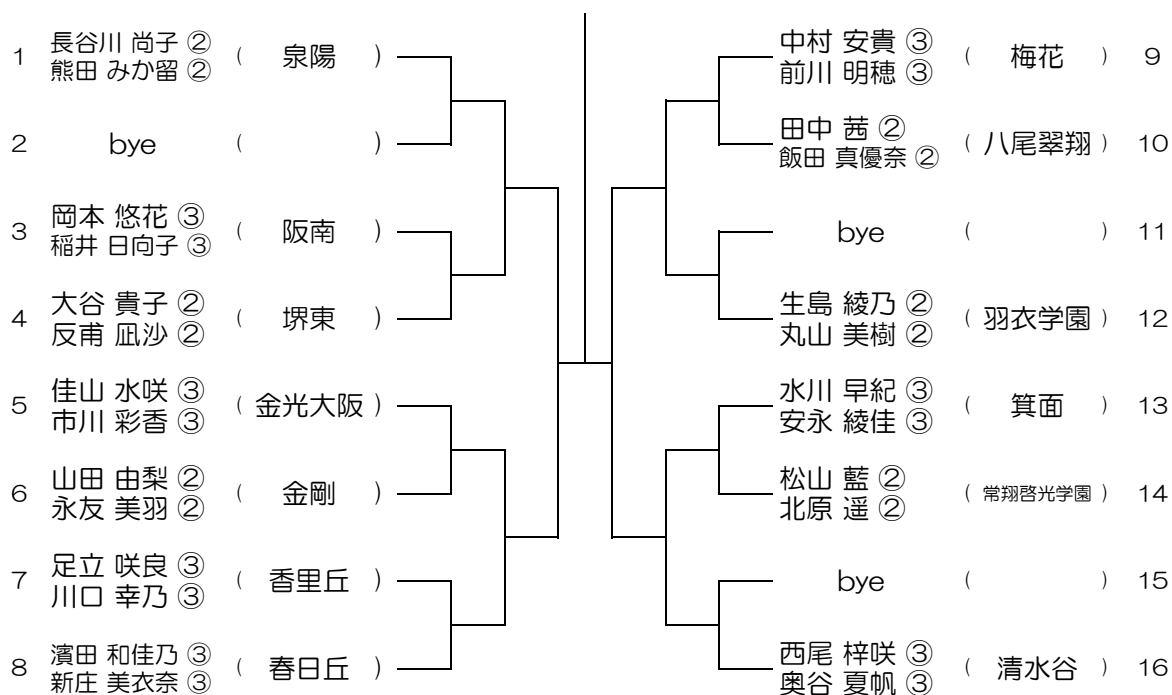 1 長谷川 尚子 ② ( 泉陽 )
熊田 みか留 ②
2 bye ( )
3 岡本 悠花 ③ ( 阪南 )
稲井 日向子 ③
4 大谷 貴子 ② ( 堺東 )
反甫 凪沙 ②
5 佳山 水咲 ③ ( 金光大阪 )
市川 彩香 ③
6 山田 由梨 ② ( 金剛 )
永友 美羽 ②
7 足立 咲良 ③ ( 香里丘 )
川口 幸乃 ③
8 濱田 和佳乃 ③ ( 春日丘 )
新庄 美衣奈 ③
中村 安貴 ③ ( 梅花 ) 9
前川 明穂 ③
田中 茜 ② ( 八尾翠翔 ) 10
飯田 真優奈 ②
bye ( ) 11
生島 綾乃 ② ( 羽衣学園 ) 12
丸山 美樹 ②
水川 早紀 ③ ( 箕面 ) 13
安永 綾佳 ③
松山 藍 ② ( 常翔啓光学園 ) 14
北原 遥 ②
bye ( ) 15
西尾 梓咲 ③ ( 清水谷 ) 16
奥谷 夏帆 ③